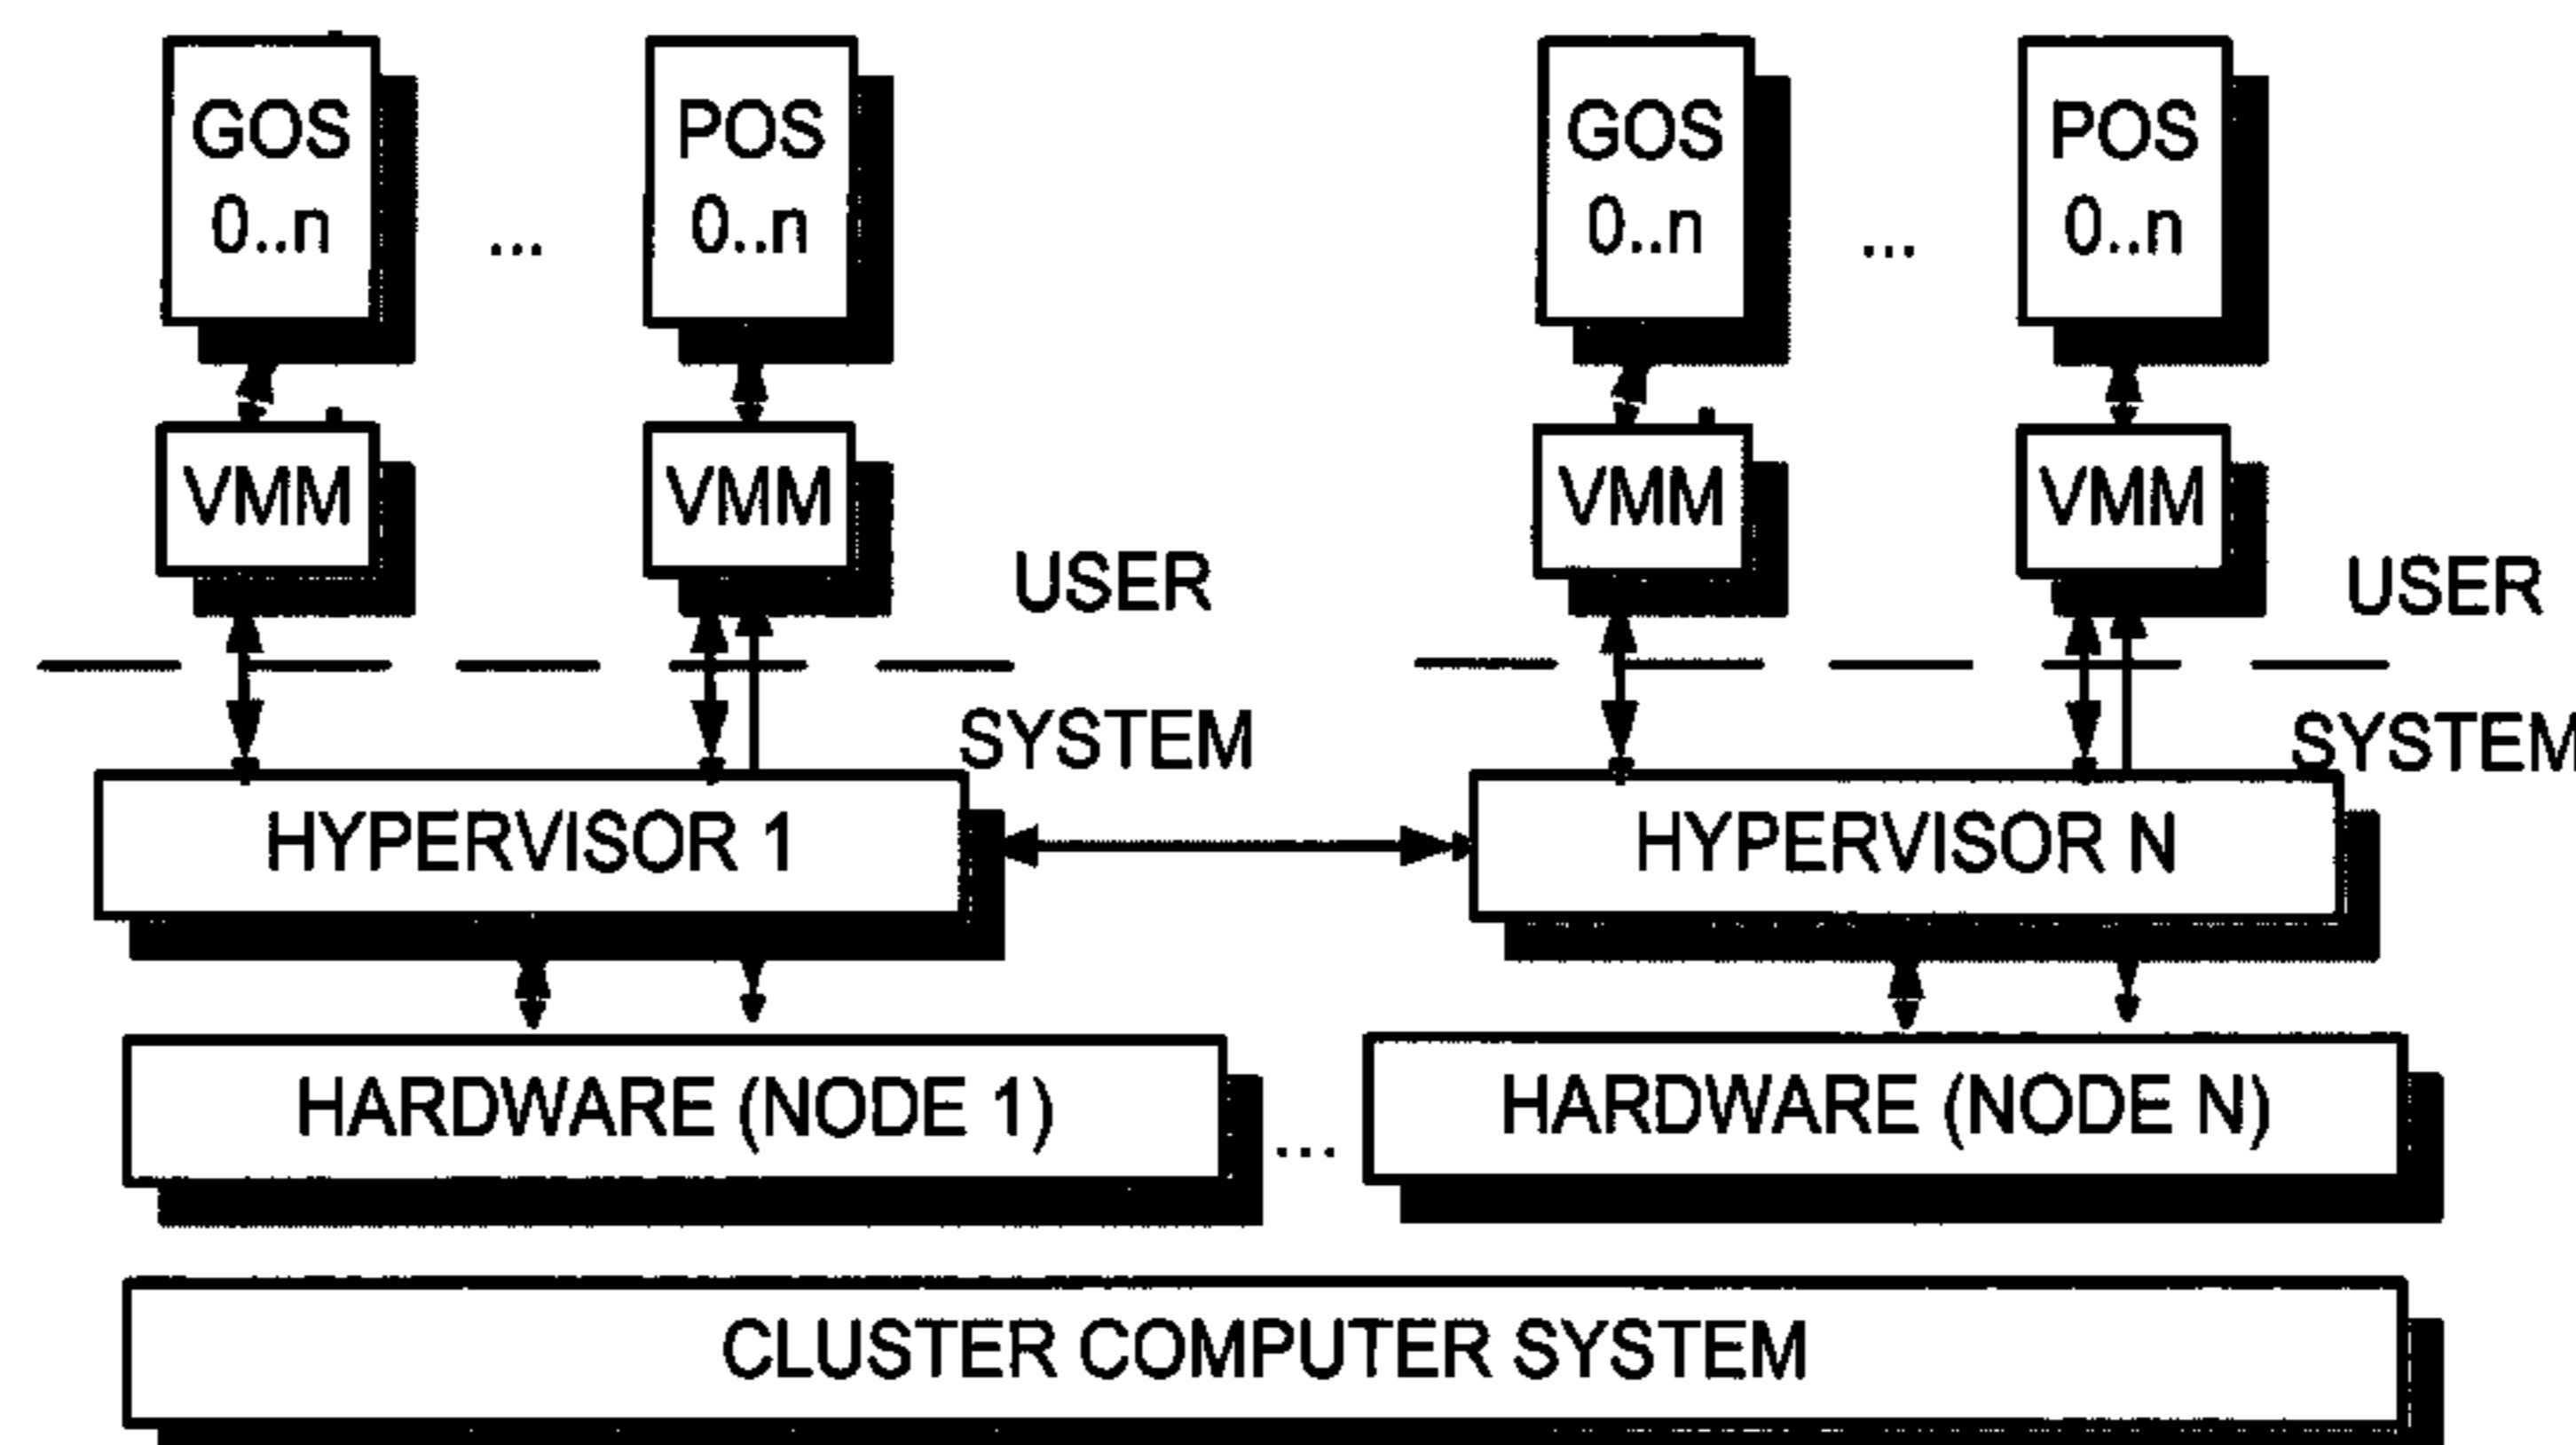 GOS
0..n
...
POS
0..n
GOS
0..n
...
POS
0..n
VMM
VMM
VMM
VMM
USER
USER
SYSTEM
SYSTEM
HYPERVISOR 1
HYPERVISOR N
HARDWARE (NODE 1)
...
HARDWARE (NODE N)
CLUSTER COMPUTER SYSTEM